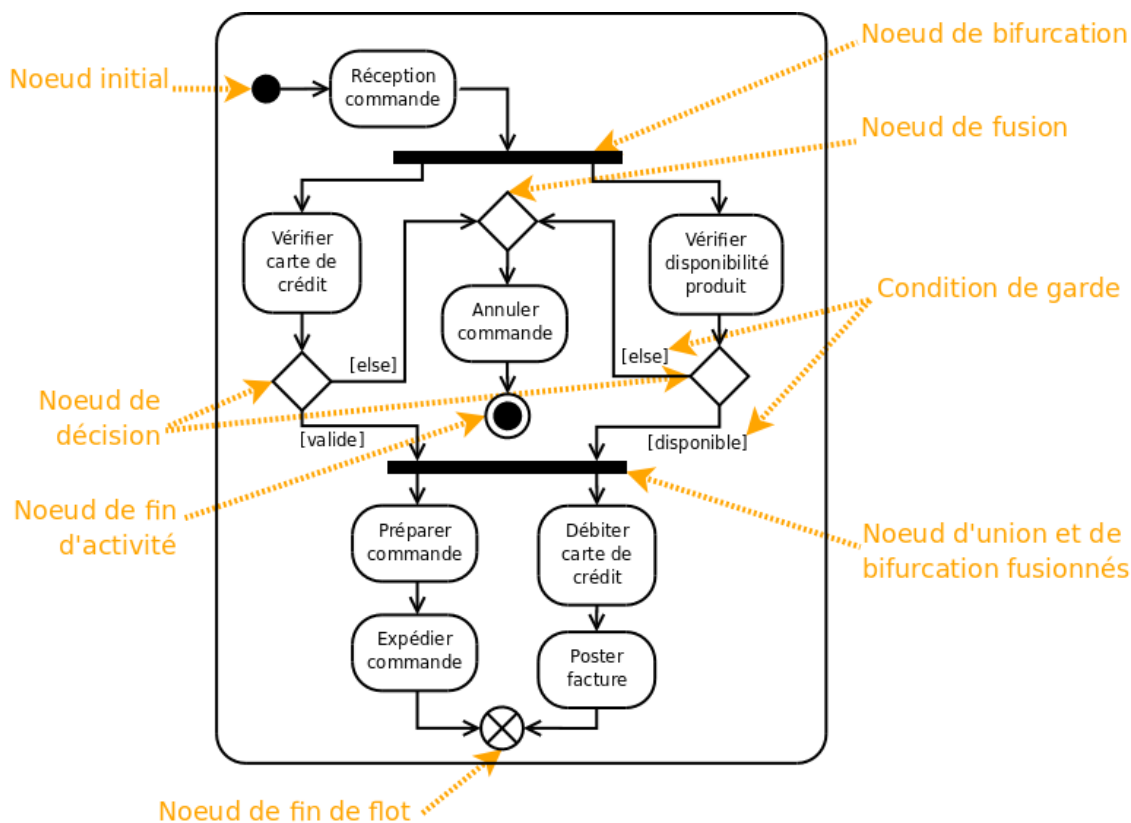 Noeud de bifurcation
Noeud initial
Réception
commande
Noeud de fusion
Vérifier
carte de
crédit
Vérifier
disponibilité
produit
Condition de garde
Annuler
commande
[else]
[else]
Noeud de
décision
[valide]
[disponible]
Noeud de fin
d'activité
Préparer
commande
Débiter
carte de
crédit
Noeud d'union et de
bifurcation fusionnés
Expédier
commande
Poster
facture
Noeud de fin de flot